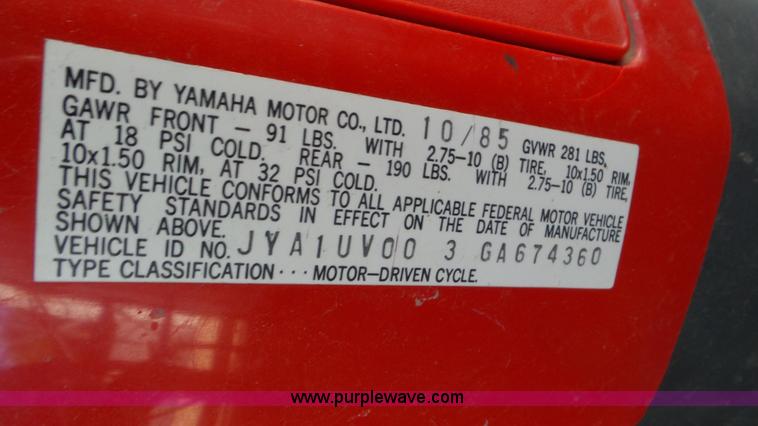 MFD. BY YAMAHA MOTOR CO., LTD. 10/85 GVWR 281 LBS.
GAWR FRONT - 91 LBS. WITH 2.75-10 (B) TIRE, 10x1.50 RIM,
AT 18 PSI COLD. REAR - 190 LBS. WITH 2.75-10 (B) TIRE,
10x1.50 RIM, AT 32 PSI COLD.
THIS VEHICLE CONFORMS TO ALL APPLICABLE FEDERAL MOTOR VEHICLE
SAFETY STANDARDS IN EFFECT ON THE DATE OF MANUFACTURE
SHOWN ABOVE.
VEHICLE ID NO. JYA1UV00 3 GA674360
TYPE CLASSIFICATION··· MOTOR-DRIVEN CYCLE.
www.purplewave.com